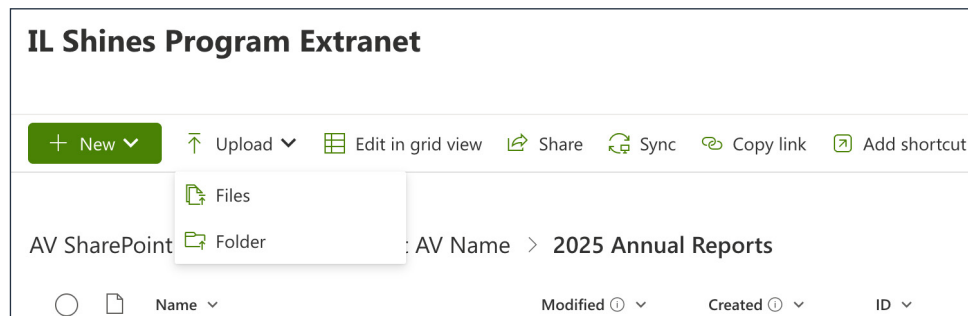 IL Shines Program Extranet
New Upload Edit in grid view Share Sync Copy link Add shortcut
Files
Folder
AV SharePoint : AV Name > 2025 Annual Reports
Name Modified Created ID